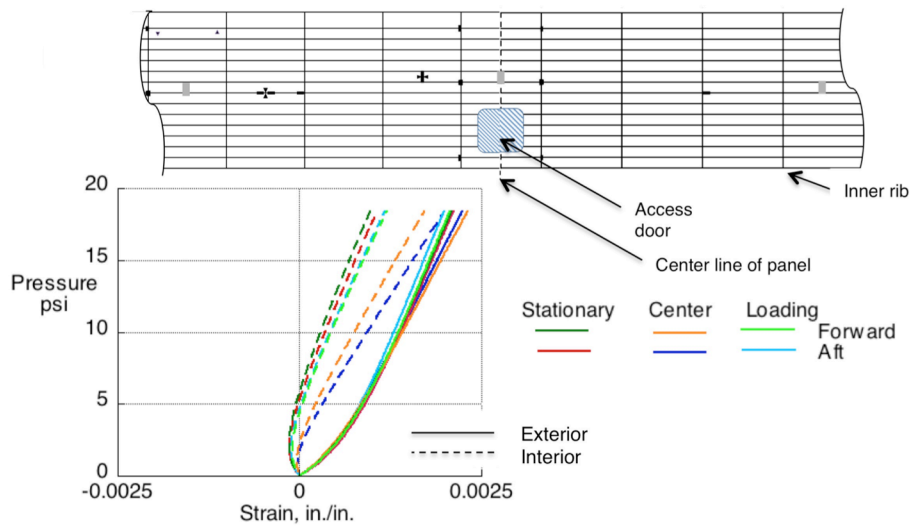 Inner rib
Access
door
Center line of panel
20
15
Pressure
psi
10
5
0
-0.0025
0
0.0025
Strain, in./in.
Stationary
Center
Loading
Forward
Aft
Exterior
Interior